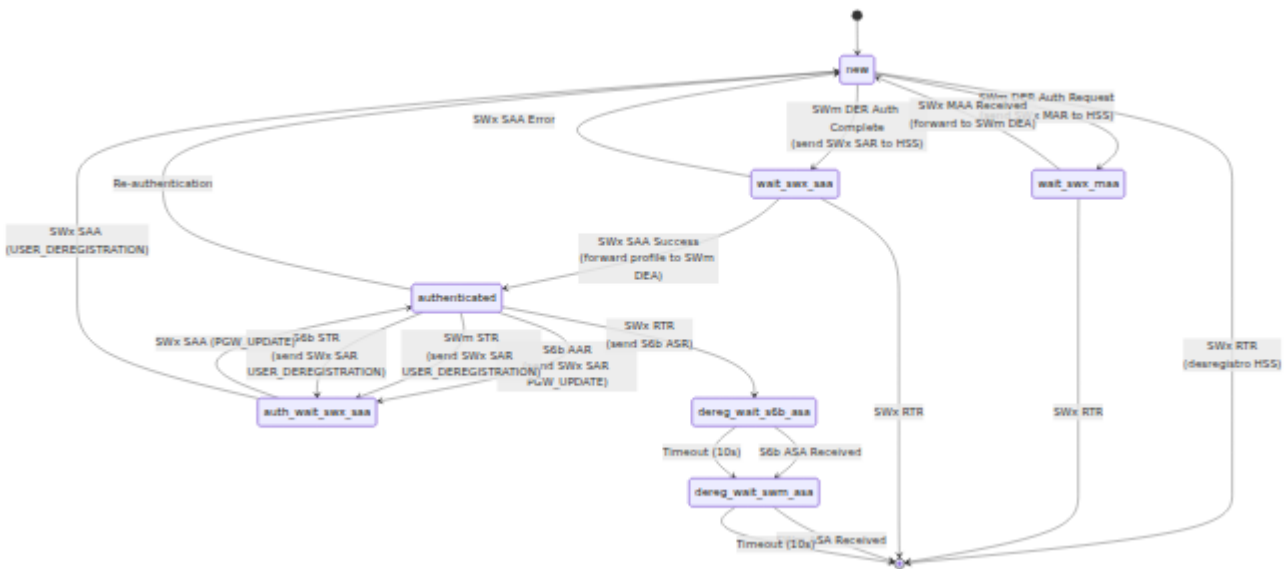 new
SWx SAA Error
SWm DER Auth
Complete
(send SWx SAR to HSS)
SWx MAA Received
(forward to SWm DEA)
SWm DER Auth Request
MAR to HSS)
Re-authentication
wait_swx_saa
wait_swx_maa
SWx SAA
(USER_DEREGISTRATION)
SWx SAA Success
(forward profile to SWm
DEA)
authenticated
SWx SAA (PGW_UPDATE)
S6b STR
(send SWx SAR
USER_DEREGISTRATION)
SWm STR
(send SWx SAR
USER_DEREGISTRATION)
S6b AAR
SWx SAR
PGW_UPDATE)
SWx RTR
(send S6b ASR)
SWx RTR
(desregistro HSS)
auth_wait_swx_saa
dereg_wait_s6b_asa
SWx RTR
SWx RTR
Timeout (10s)
S6b ASA Received
dereg_wait_swm_asa
Timeout (10s)
Received